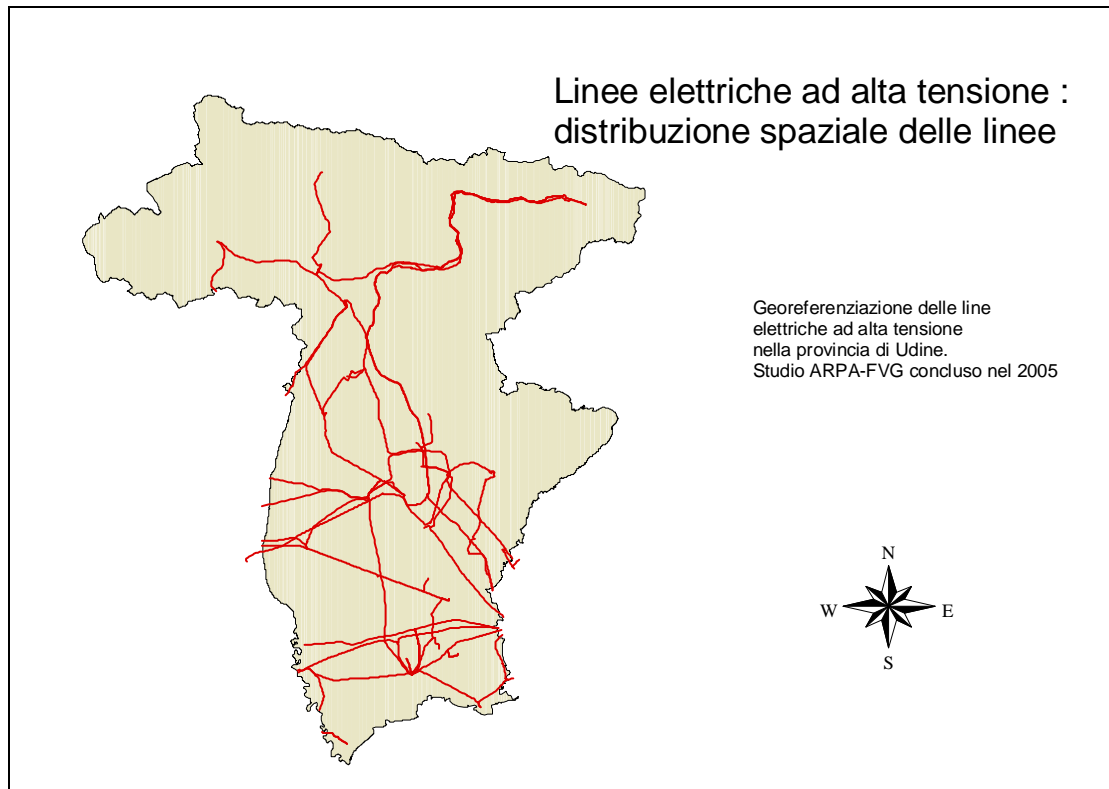 Linee elettriche ad alta tensione :
distribuzione spaziale delle linee
Georeferenziazione delle line
elettriche ad alta tensione
nella provincia di Udine.
Studio ARPA-FVG concluso nel 2005
N
W E
S